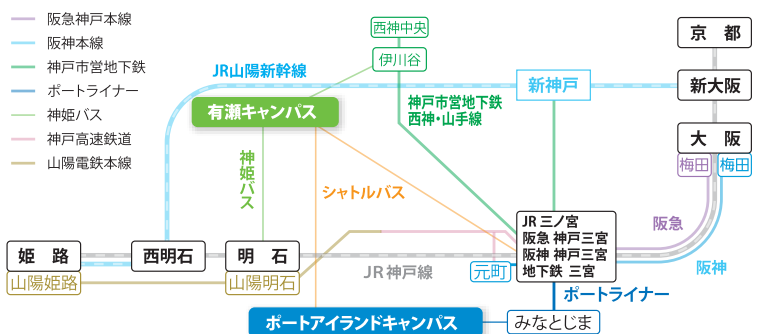 阪急神戸本線
阪神本線
神戸市営地下鉄
ポートライナー
神姫バス
神戸高速鉄道
山陽電鉄本線
西神中央
伊川谷
京 都
JR山陽新幹線
新神戸
新大阪
有瀬キャンパス
神戸市営地下鉄
西神・山手線
大 阪
梅田
梅田
神姫バス
シャトルバス
JR 三ノ宮
阪急 神戸三宮
阪神 神戸三宮
地下鉄 三宮
阪急
阪神
姫 路
西明石
明 石
JR神戸線
元町
山陽姫路
山陽明石
ポートライナー
ポートアイランドキャンパス
みなとじま